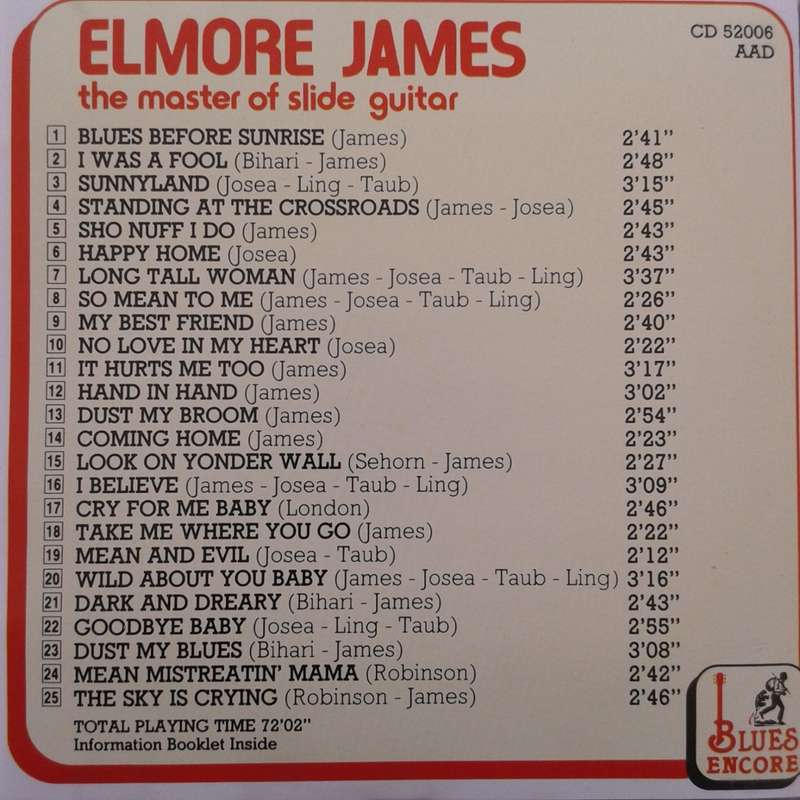 ELMORE JAMES
CD 52006
AAD
the master of slide guitar
1 BLUES BEFORE SUNRISE (James) 2'41"
2 I WAS A FOOL (Bihari - James) 2'48"
3 SUNNYLAND (Josea - Ling - Taub) 3'15"
4 STANDING AT THE CROSSROADS (James - Josea) 2'45"
5 SHO NUFF I DO (James) 2'43"
6 HAPPY HOME (Josea) 2'43"
7 LONG TALL WOMAN (James - Josea - Taub - Ling) 3'37"
8 SO MEAN TO ME (James - Josea - Taub - Ling) 2'26"
9 MY BEST FRIEND (James) 2'40"
10 NO LOVE IN MY HEART (Josea) 2'22"
11 IT HURTS ME TOO (James) 3'17"
12 HAND IN HAND (James) 3'02"
13 DUST MY BROOM (James) 2'54"
14 COMING HOME (James) 2'23"
15 LOOK ON YONDER WALL (Sehorn - James) 2'27"
16 I BELIEVE (James - Josea - Taub - Ling) 3'09"
17 CRY FOR ME BABY (London) 2'46"
18 TAKE ME WHERE YOU GO (James) 2'22"
19 MEAN AND EVIL (Josea - Taub) 2'12"
20 WILD ABOUT YOU BABY (James - Josea - Taub - Ling) 3'16"
21 DARK AND DREARY (Bihari - James) 2'43"
22 GOODBYE BABY (Josea - Ling - Taub) 2'55"
23 DUST MY BLUES (Bihari - James) 3'08"
24 MEAN MISTREATIN' MAMA (Robinson) 2'42"
25 THE SKY IS CRYING (Robinson - James) 2'46"
TOTAL PLAYING TIME 72'02"
Information Booklet Inside
BLUES
ENCORE